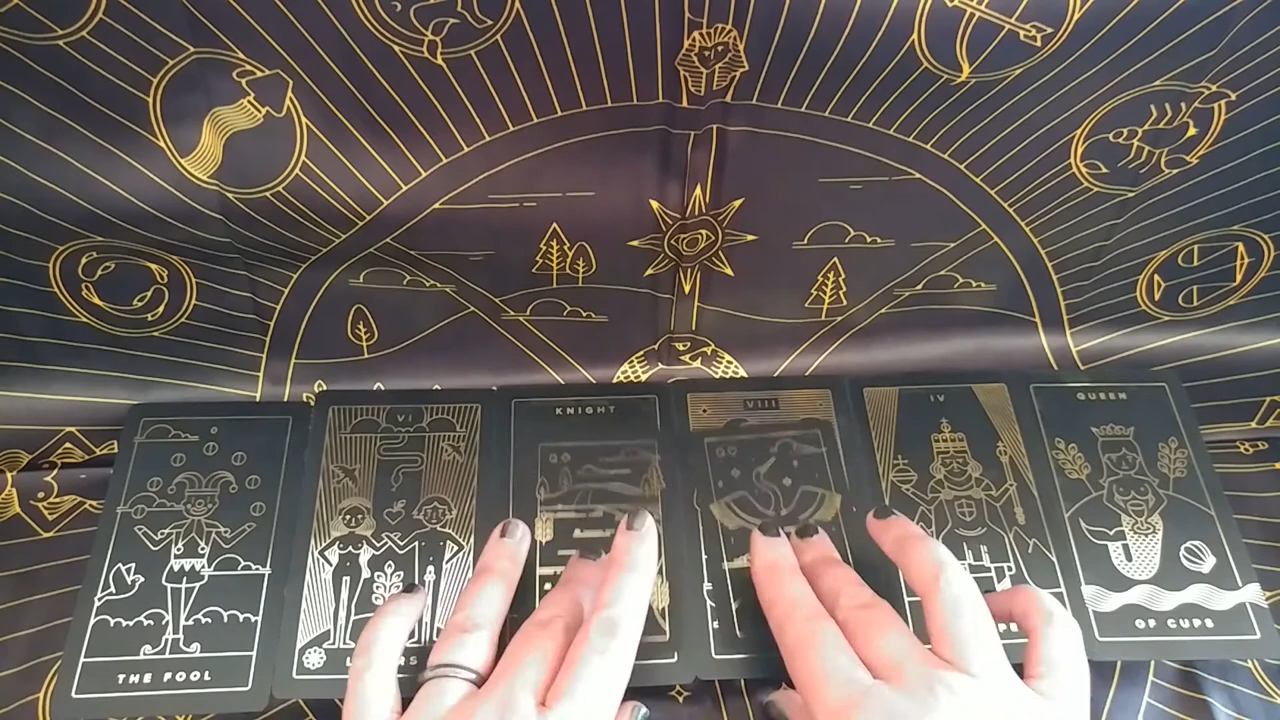 THE FOOL
VI
KNIGHT
VIII
IV
QUEEN
OF CUPS